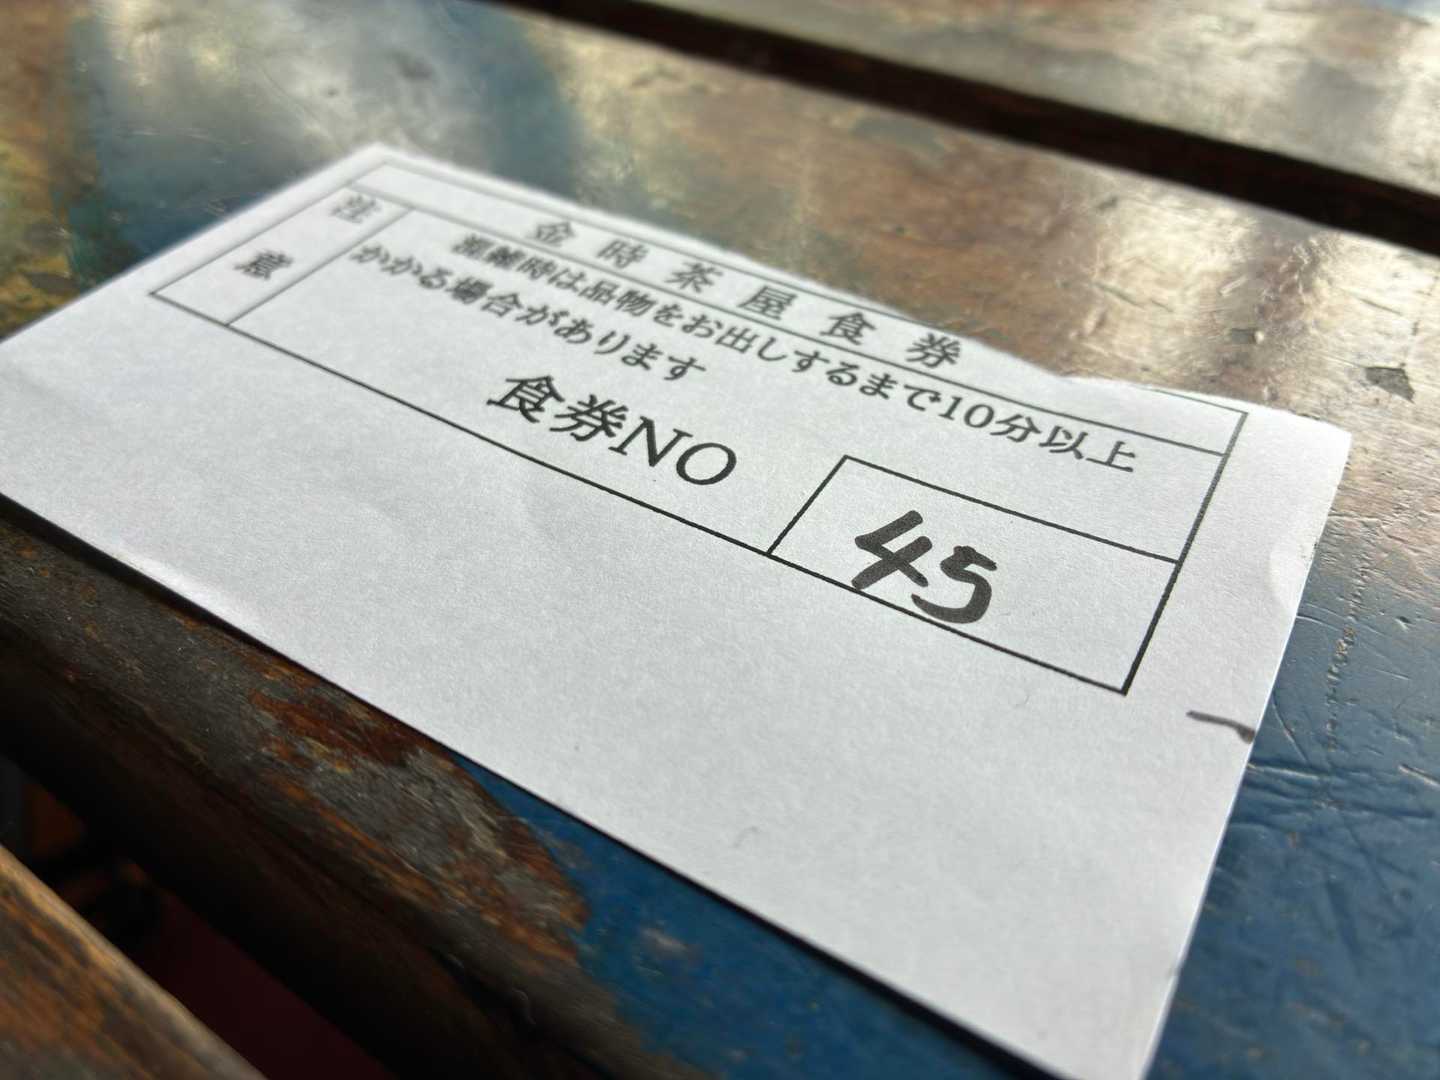 金時茶屋食券
注意
混雑時は品物をお出しするまで10分以上
かかる場合があります
食券NO
45